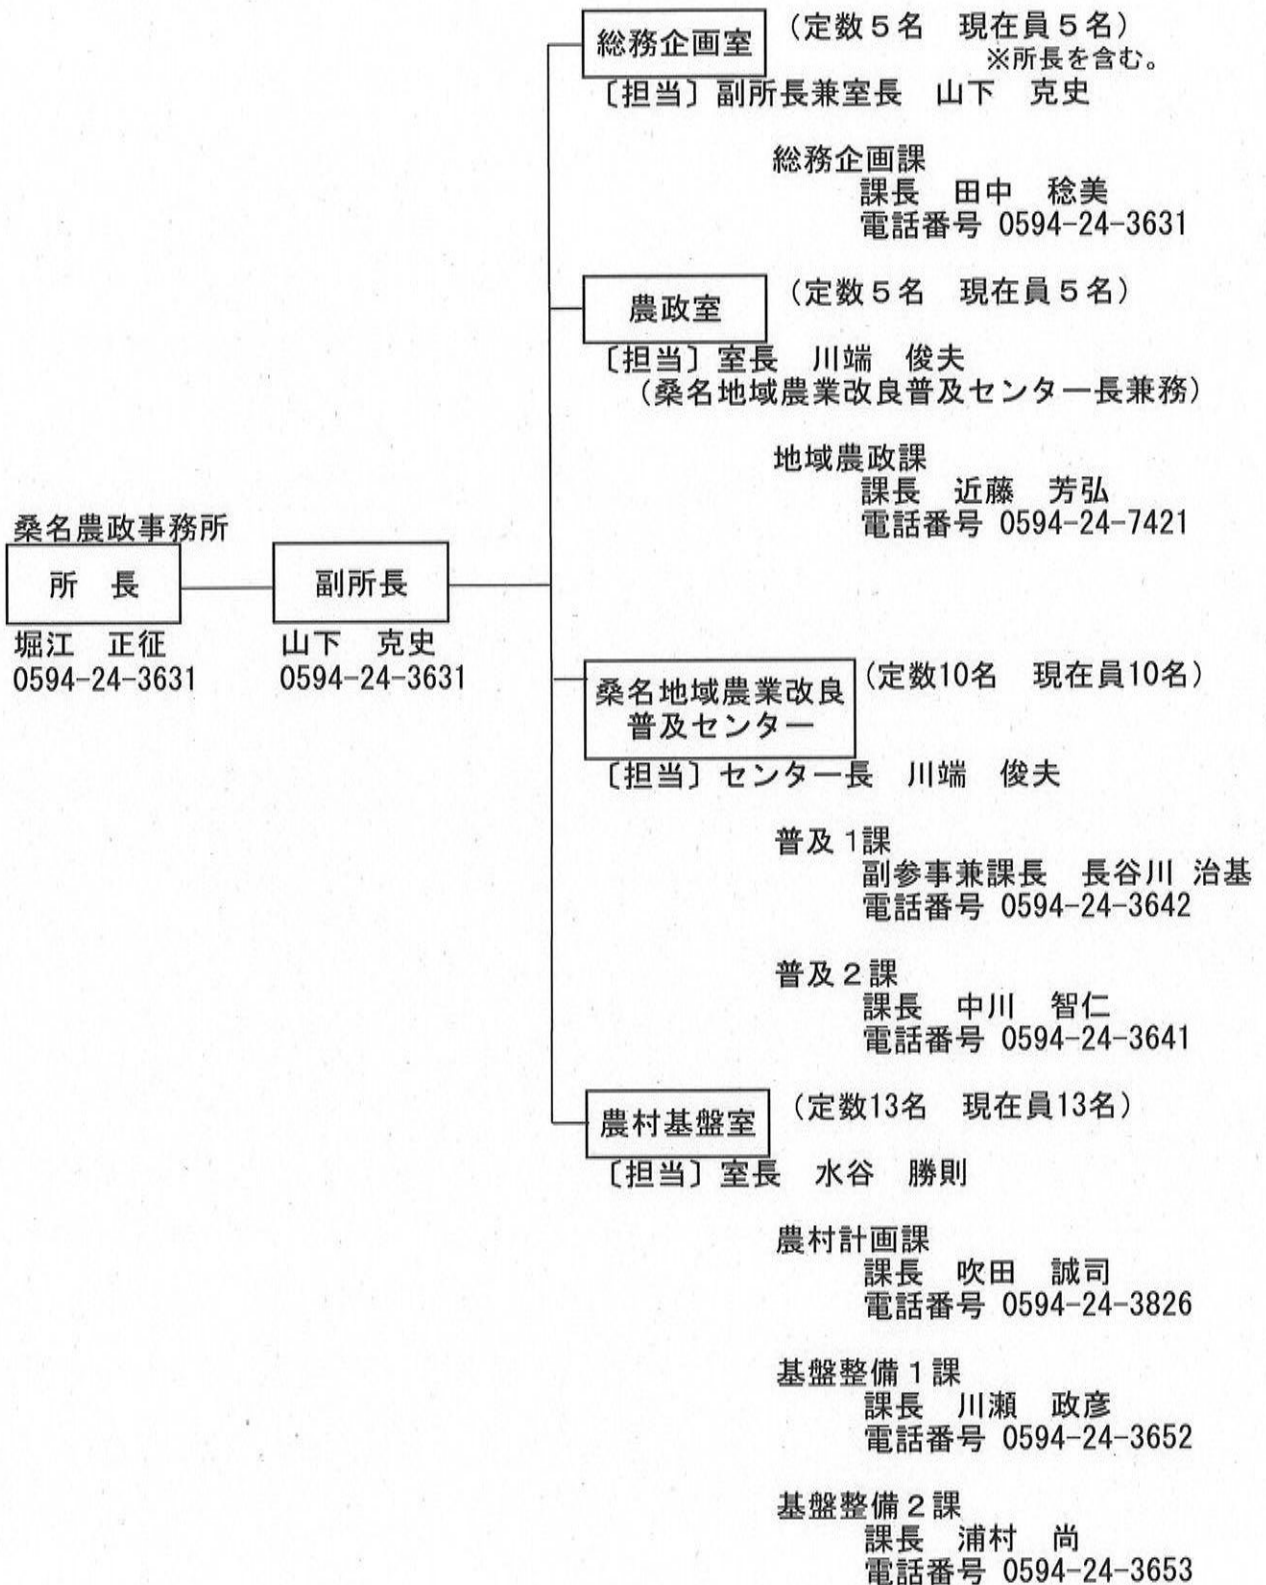 桑名農政事務所
所　長
堀江　正征
0594-24-3631
副所長
山下　克史
0594-24-3631
総務企画室
（定数５名　現在員５名）
※所長を含む。
〔担当〕副所長兼室長　山下　克史
総務企画課
課長　田中　稔美
電話番号 0594-24-3631
農政室
（定数５名　現在員５名）
〔担当〕室長　川端　俊夫
（桑名地域農業改良普及センター長兼務）
地域農政課
課長　近藤　芳弘
電話番号 0594-24-7421
桑名地域農業改良
普及センター
（定数10名　現在員10名）
〔担当〕センター長　川端　俊夫
普及１課
副参事兼課長　長谷川 治基
電話番号 0594-24-3642
普及２課
課長　中川　智仁
電話番号 0594-24-3641
農村基盤室
（定数13名　現在員13名）
〔担当〕室長　水谷　勝則
農村計画課
課長　吹田　誠司
電話番号 0594-24-3826
基盤整備１課
課長　川瀬　政彦
電話番号 0594-24-3652
基盤整備２課
課長　浦村　尚
電話番号 0594-24-3653